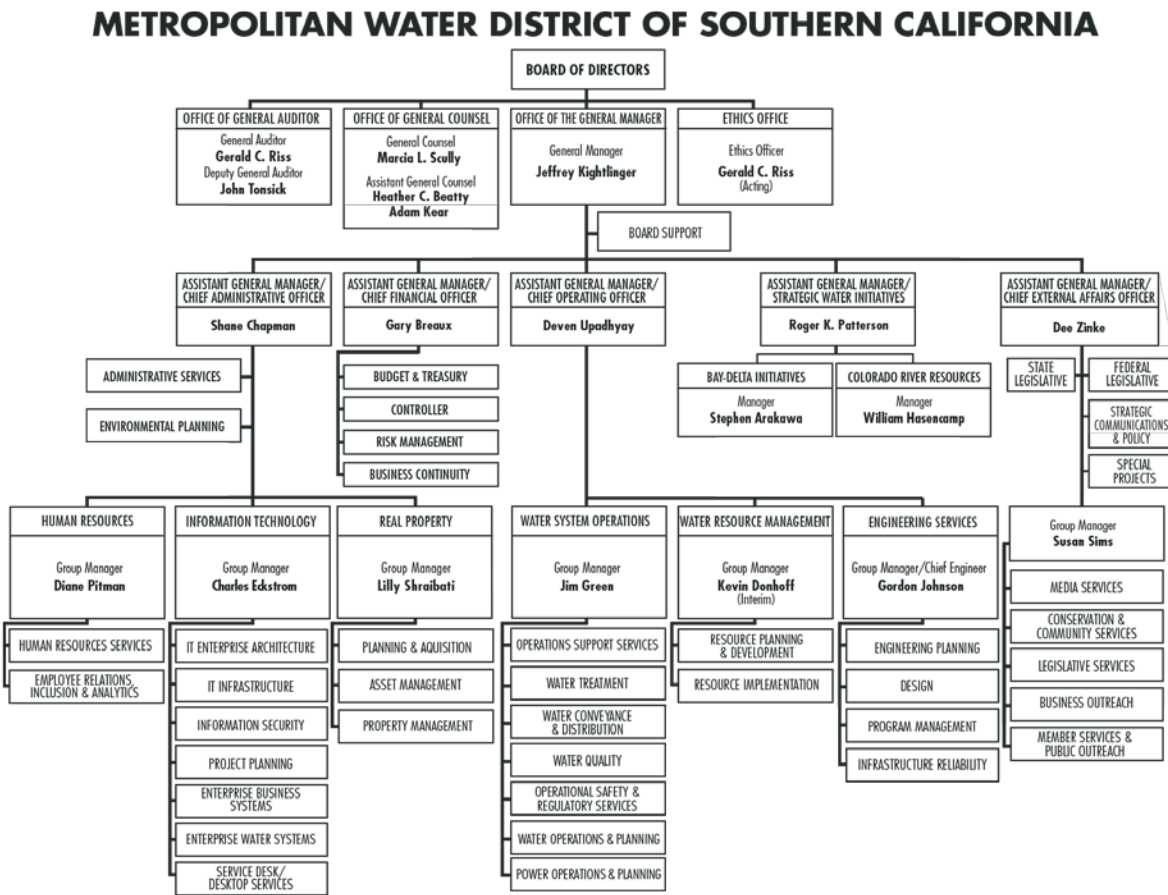 METROPOLITAN WATER DISTRICT OF SOUTHERN CALIFORNIA
BOARD OF DIRECTORS
OFFICE OF GENERAL AUDITOR
General Auditor
Gerald C. Riss
Deputy General Auditor
John Tonsick
OFFICE OF GENERAL COUNSEL
General Counsel
Marcia L. Scully
Assistant General Counsel
Heather C. Beatty
Adam Kear
OFFICE OF THE GENERAL MANAGER
General Manager
Jeffrey Kightlinger
ETHICS OFFICE
Ethics Officer
Gerald C. Riss
(Acting)
BOARD SUPPORT
ASSISTANT GENERAL MANAGER/
CHIEF ADMINISTRATIVE OFFICER
Shane Chapman
ASSISTANT GENERAL MANAGER/
CHIEF FINANCIAL OFFICER
Gary Breaux
ASSISTANT GENERAL MANAGER/
CHIEF OPERATING OFFICER
Deven Upadhyay
ASSISTANT GENERAL MANAGER/
STRATEGIC WATER INITIATIVES
Roger K. Patterson
ASSISTANT GENERAL MANAGER/
CHIEF EXTERNAL AFFAIRS OFFICER
Dee Zinke
ADMINISTRATIVE SERVICES
ENVIRONMENTAL PLANNING
BUDGET & TREASURY
CONTROLLER
RISK MANAGEMENT
BUSINESS CONTINUITY
BAY-DELTA INITIATIVES
Manager
Stephen Arakawa
COLORADO RIVER RESOURCES
Manager
William Hasencamp
STATE
LEGISLATIVE
FEDERAL
LEGISLATIVE
STRATEGIC
COMMUNICATIONS
& POLICY
SPECIAL
PROJECTS
HUMAN RESOURCES
Group Manager
Diane Pitman
HUMAN RESOURCES SERVICES
EMPLOYEE RELATIONS,
INCLUSION & ANALYTICS
INFORMATION TECHNOLOGY
Group Manager
Charles Eckstrom
IT ENTERPRISE ARCHITECTURE
IT INFRASTRUCTURE
INFORMATION SECURITY
PROJECT PLANNING
ENTERPRISE BUSINESS
SYSTEMS
ENTERPRISE WATER SYSTEMS
SERVICE DESK/
DESKTOP SERVICES
REAL PROPERTY
Group Manager
Lilly Shraibati
PLANNING & AQUISITION
ASSET MANAGEMENT
PROPERTY MANAGEMENT
WATER SYSTEM OPERATIONS
Group Manager
Jim Green
OPERATIONS SUPPORT SERVICES
WATER TREATMENT
WATER CONVEYANCE
& DISTRIBUTION
WATER QUALITY
OPERATIONAL SAFETY &
REGULATORY SERVICES
WATER OPERATIONS & PLANNING
POWER OPERATIONS & PLANNING
WATER RESOURCE MANAGEMENT
Group Manager
Kevin Donhoff
(Interim)
RESOURCE PLANNING
& DEVELOPMENT
RESOURCE IMPLEMENTATION
ENGINEERING SERVICES
Group Manager/Chief Engineer
Gordon Johnson
ENGINEERING PLANNING
DESIGN
PROGRAM MANAGEMENT
INFRASTRUCTURE RELIABILITY
Group Manager
Susan Sims
MEDIA SERVICES
CONSERVATION &
COMMUNITY SERVICES
LEGISLATIVE SERVICES
BUSINESS OUTREACH
MEMBER SERVICES &
PUBLIC OUTREACH